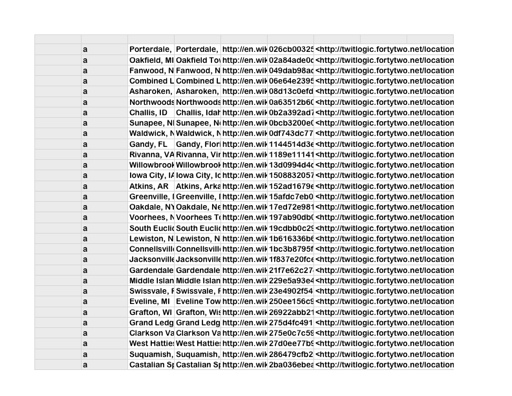 a Porterdale, Porterdale, http://en.wik 026cb0032 <http://twitlogic.fortytwo.net/location
a Oakfield, MI Oakfield Tow http://en.wik 02a84ade0c <http://twitlogic.fortytwo.net/location
a Fanwood, N Fanwood, N http://en.wik 049dab98ac <http://twitlogic.fortytwo.net/location
a Combined L Combined L http://en.wik 06e64e239 <http://twitlogic.fortytwo.net/location
a Asharoken, Asharoken, http://en.wik 08d13c0efd <http://twitlogic.fortytwo.net/location
a Northwoods Northwoods http://en.wik 0a63512b60 <http://twitlogic.fortytwo.net/location
a Challis, ID Challis, Idah http://en.wik 0b2a392ad7 <http://twitlogic.fortytwo.net/location
a Sunapee, N Sunapee, N http://en.wik 0bcb3200e <http://twitlogic.fortytwo.net/location
a Waldwick, N Waldwick, N http://en.wik 0df743dc77 <http://twitlogic.fortytwo.net/location
a Gandy, FL Gandy, Flori http://en.wik 1144514d3 <http://twitlogic.fortytwo.net/location
a Rivanna, VA Rivanna, Vir http://en.wik 1189e11141 <http://twitlogic.fortytwo.net/location
a Willowbrook Willowbrook http://en.wik 13d0994d4 <http://twitlogic.fortytwo.net/location
a Iowa City, IA Iowa City, Io http://en.wik 1508832057 <http://twitlogic.fortytwo.net/location
a Atkins, AR Atkins, Arka http://en.wik 152ad1679 <http://twitlogic.fortytwo.net/location
a Greenville, I Greenville, I http://en.wik 15afdc7eb0 <http://twitlogic.fortytwo.net/location
a Oakdale, NY Oakdale, Ne http://en.wik 17ed72e981 <http://twitlogic.fortytwo.net/location
a Voorhees, N Voorhees T http://en.wik 197ab90db0 <http://twitlogic.fortytwo.net/location
a South Eucli South Eucli http://en.wik 19cdbb0c2 <http://twitlogic.fortytwo.net/location
a Lewiston, N Lewiston, N http://en.wik 1b616336b <http://twitlogic.fortytwo.net/location
a Connellsvill Connellsvill http://en.wik 1bc3b8795f <http://twitlogic.fortytwo.net/location
a Jacksonville Jacksonville http://en.wik 1f837e20fc <http://twitlogic.fortytwo.net/location
a Gardendale Gardendale http://en.wik 21f7e62c27 <http://twitlogic.fortytwo.net/location
a Middle Islan Middle Islan http://en.wik 229e5a93e <http://twitlogic.fortytwo.net/location
a Swissvale, P Swissvale, P http://en.wik 23e4902f54 <http://twitlogic.fortytwo.net/location
a Eveline, MI Eveline Tow http://en.wik 250ee156c <http://twitlogic.fortytwo.net/location
a Grafton, WI Grafton, Wis http://en.wik 26922abb21 <http://twitlogic.fortytwo.net/location
a Grand Ledg Grand Ledg http://en.wik 275d4fc491 <http://twitlogic.fortytwo.net/location
a Clarkson Va Clarkson Va http://en.wik 275e0c7c5 <http://twitlogic.fortytwo.net/location
a West Hatties West Hatties http://en.wik 27d0ee77b <http://twitlogic.fortytwo.net/location
a Suquamish, Suquamish, http://en.wik 286479cfb2 <http://twitlogic.fortytwo.net/location
a Castalian Sp Castalian Sp http://en.wik 2ba036ebe <http://twitlogic.fortytwo.net/location